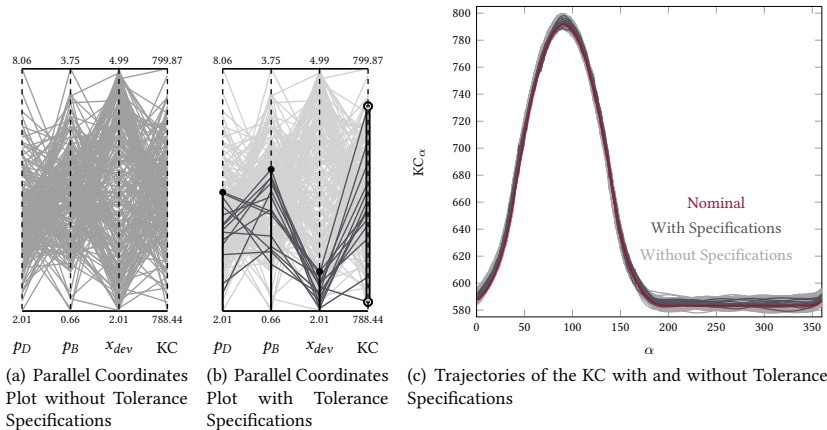 8.06 3.75 4.99 799.87
2.01 0.66 2.01 788.44
p_D p_B x_dev KC
(a) Parallel Coordinates
Plot without Tolerance
Specifications
8.06 3.75 4.99 799.87
2.01 0.66 2.01 788.44
p_D p_B x_dev KC
(b) Parallel Coordinates
Plot with Tolerance
Specifications
KC_α
800
780
760
740
720
700
680
660
640
620
600
580
Nominal
With Specifications
Without Specifications
0 50 100 150 200 250 300 350
α
(c) Trajectories of the KC with and without Tolerance
Specifications